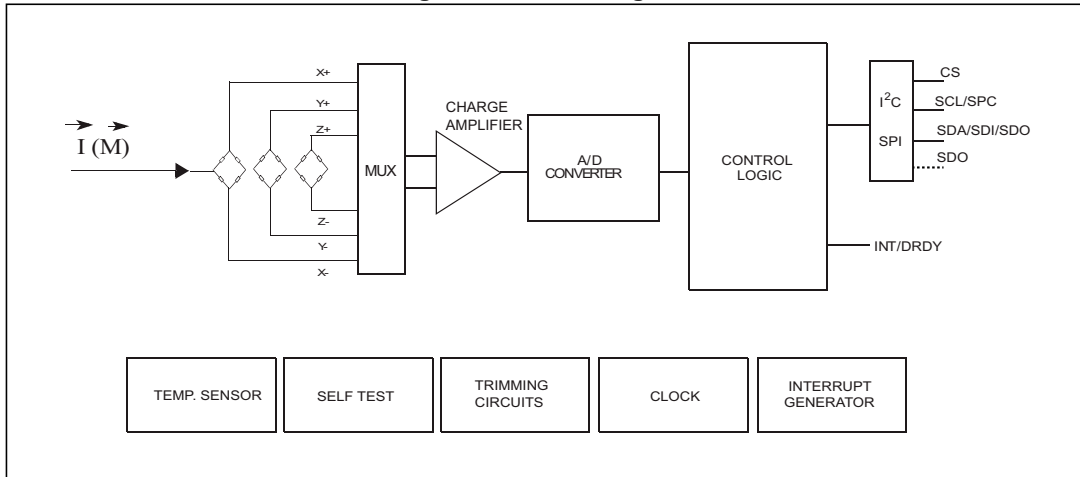 X+
Y+
Z+
I (M)
MUX
Z-
Y-
X-
CHARGE
AMPLIFIER
A/D
CONVERTER
CONTROL
LOGIC
I²C
SPI
CS
SCL/SPC
SDA/SDI/SDO
SDO
INT/DRDY
TEMP. SENSOR
SELF TEST
TRIMMING
CIRCUITS
CLOCK
INTERRUPT
GENERATOR